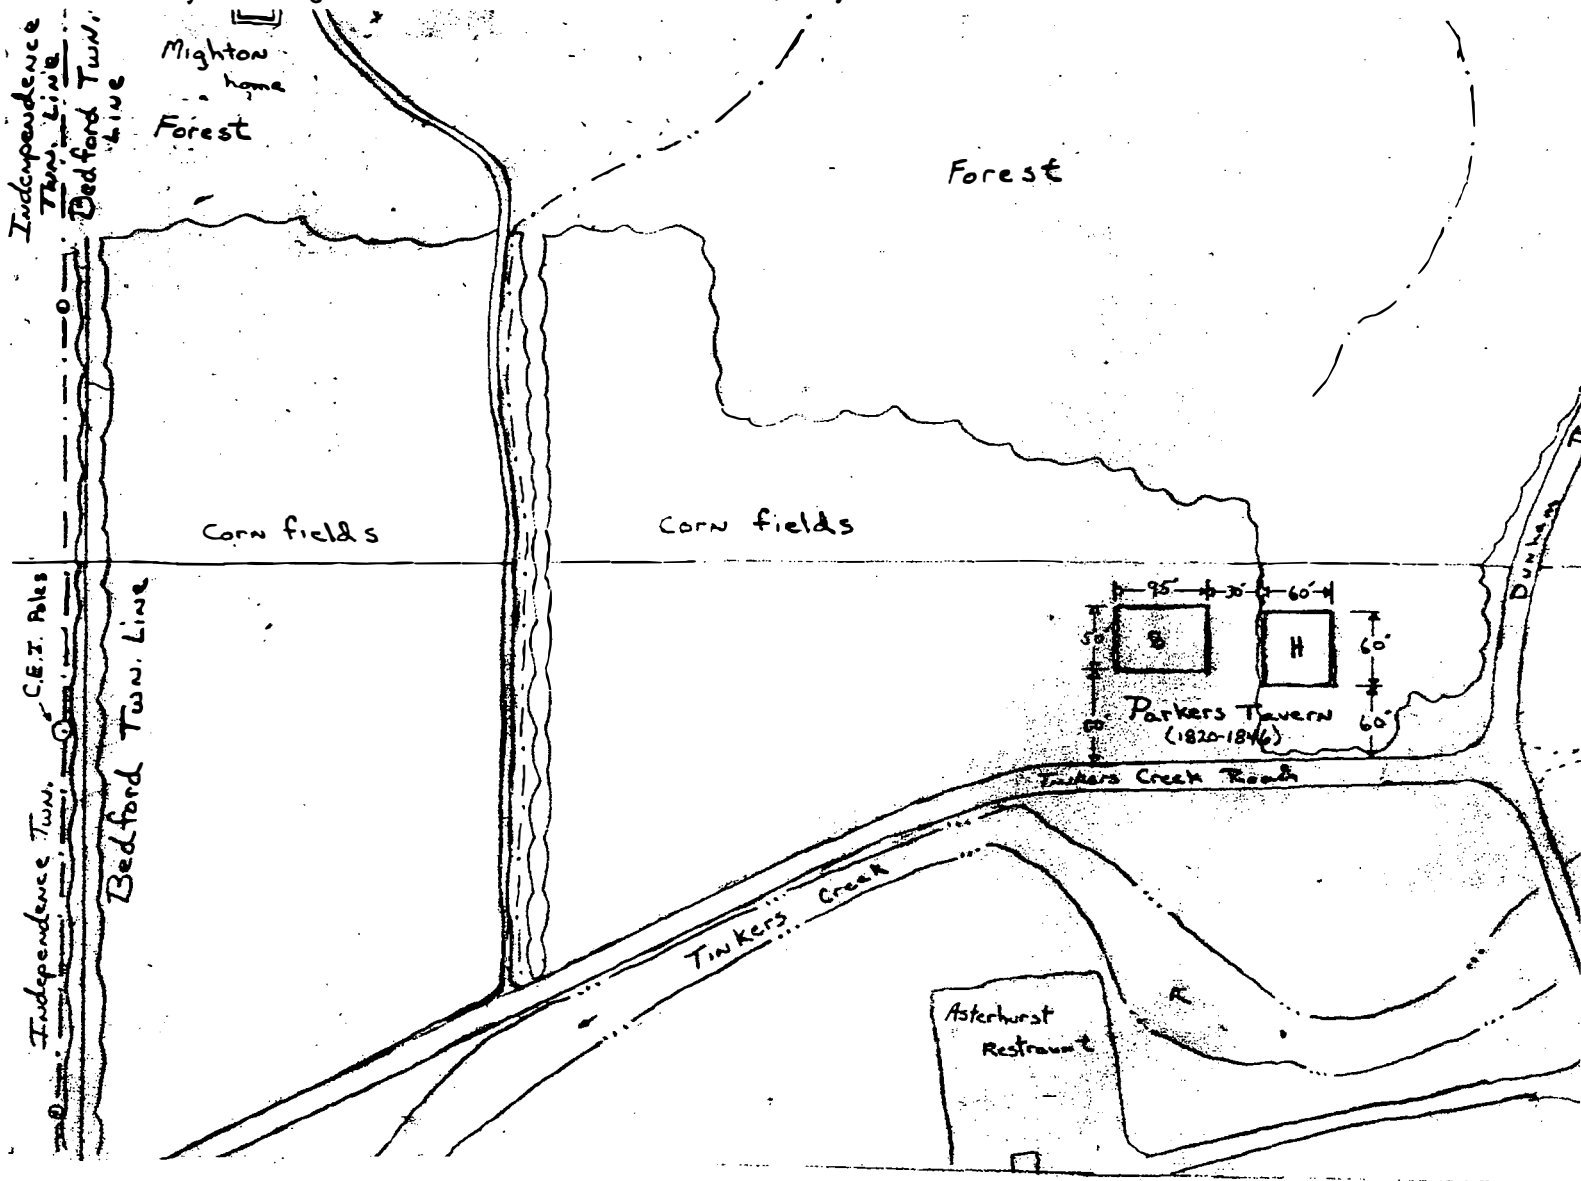 Independence
Twn. Line
Bedford Twn.
Line
Mighton
home
Forest
Forest
Corn fields
Corn fields
C.E.I. Poles
Independence Twn.
Bedford Twn. Line
95'
30'
60'
50'
B
H
60'
60'
Parkers Tavern
(1820-1846)
Dunham
Tinkers Creek Road
Tinkers Creek
Asterhurst
Restraunt